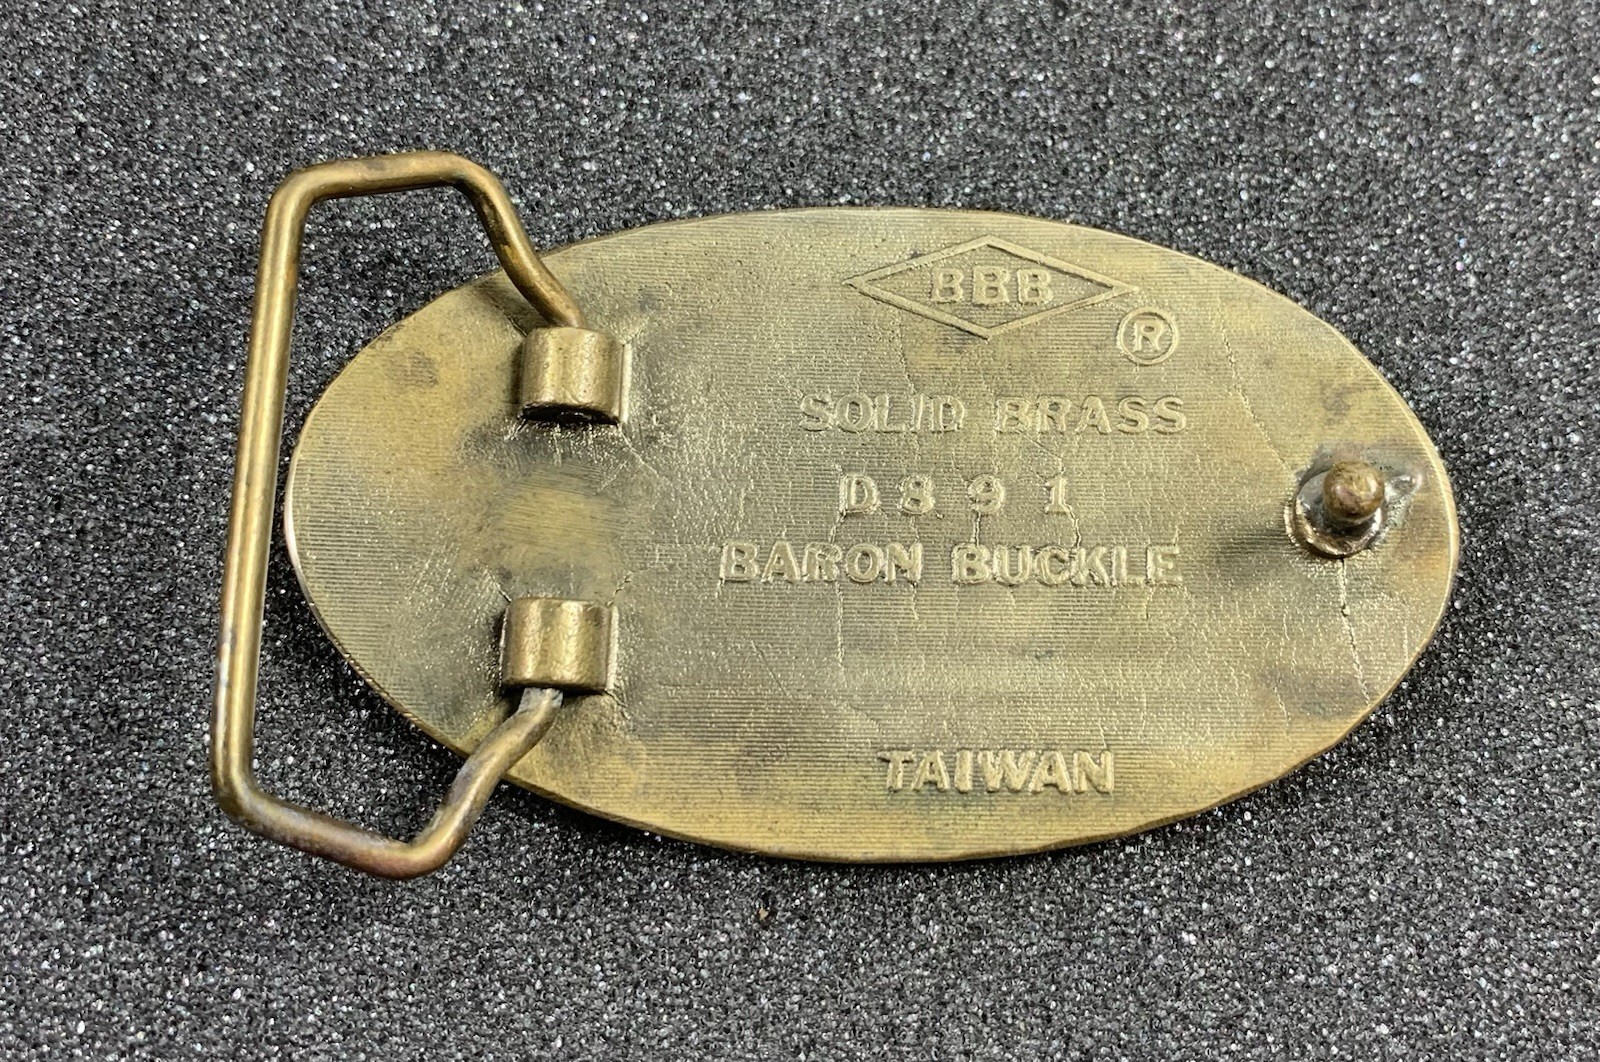 BBB
®
SOLID BRASS
D891
BARON BUCKLE
TAIWAN